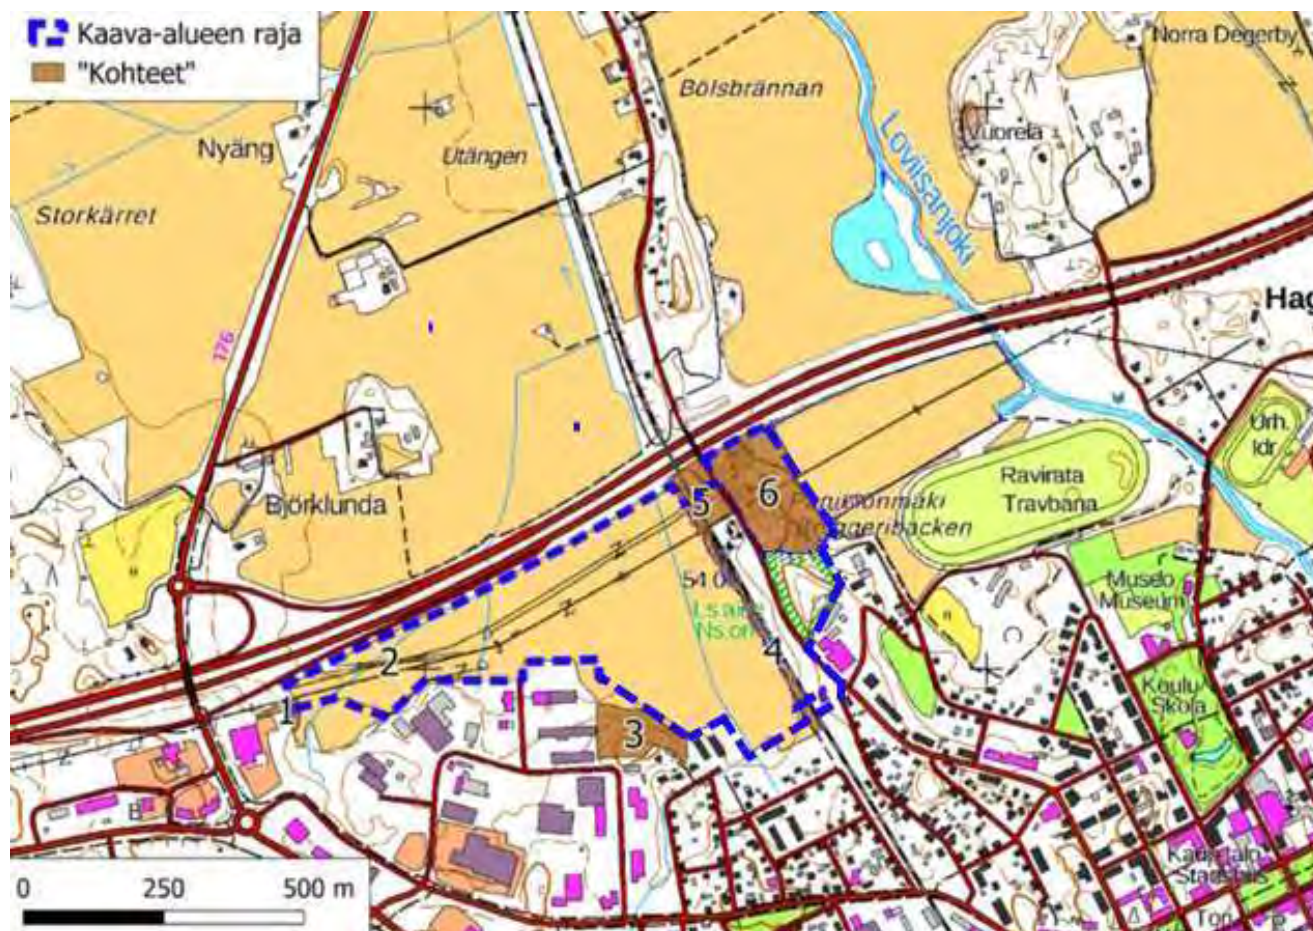 Kaava-alueen raja
"Kohteet"
Norra Degerby
Bölsbrännan
Nyäng
Utängen
Vuorela
Loviisanjoki
Storkärret
176
Hag
Urh.
Idr
Ravirata
Travbana
Björklunda
5
6
Museo
Museum
2
4
Koulu
Skola
1
3
B
0 250 500 m
Tori